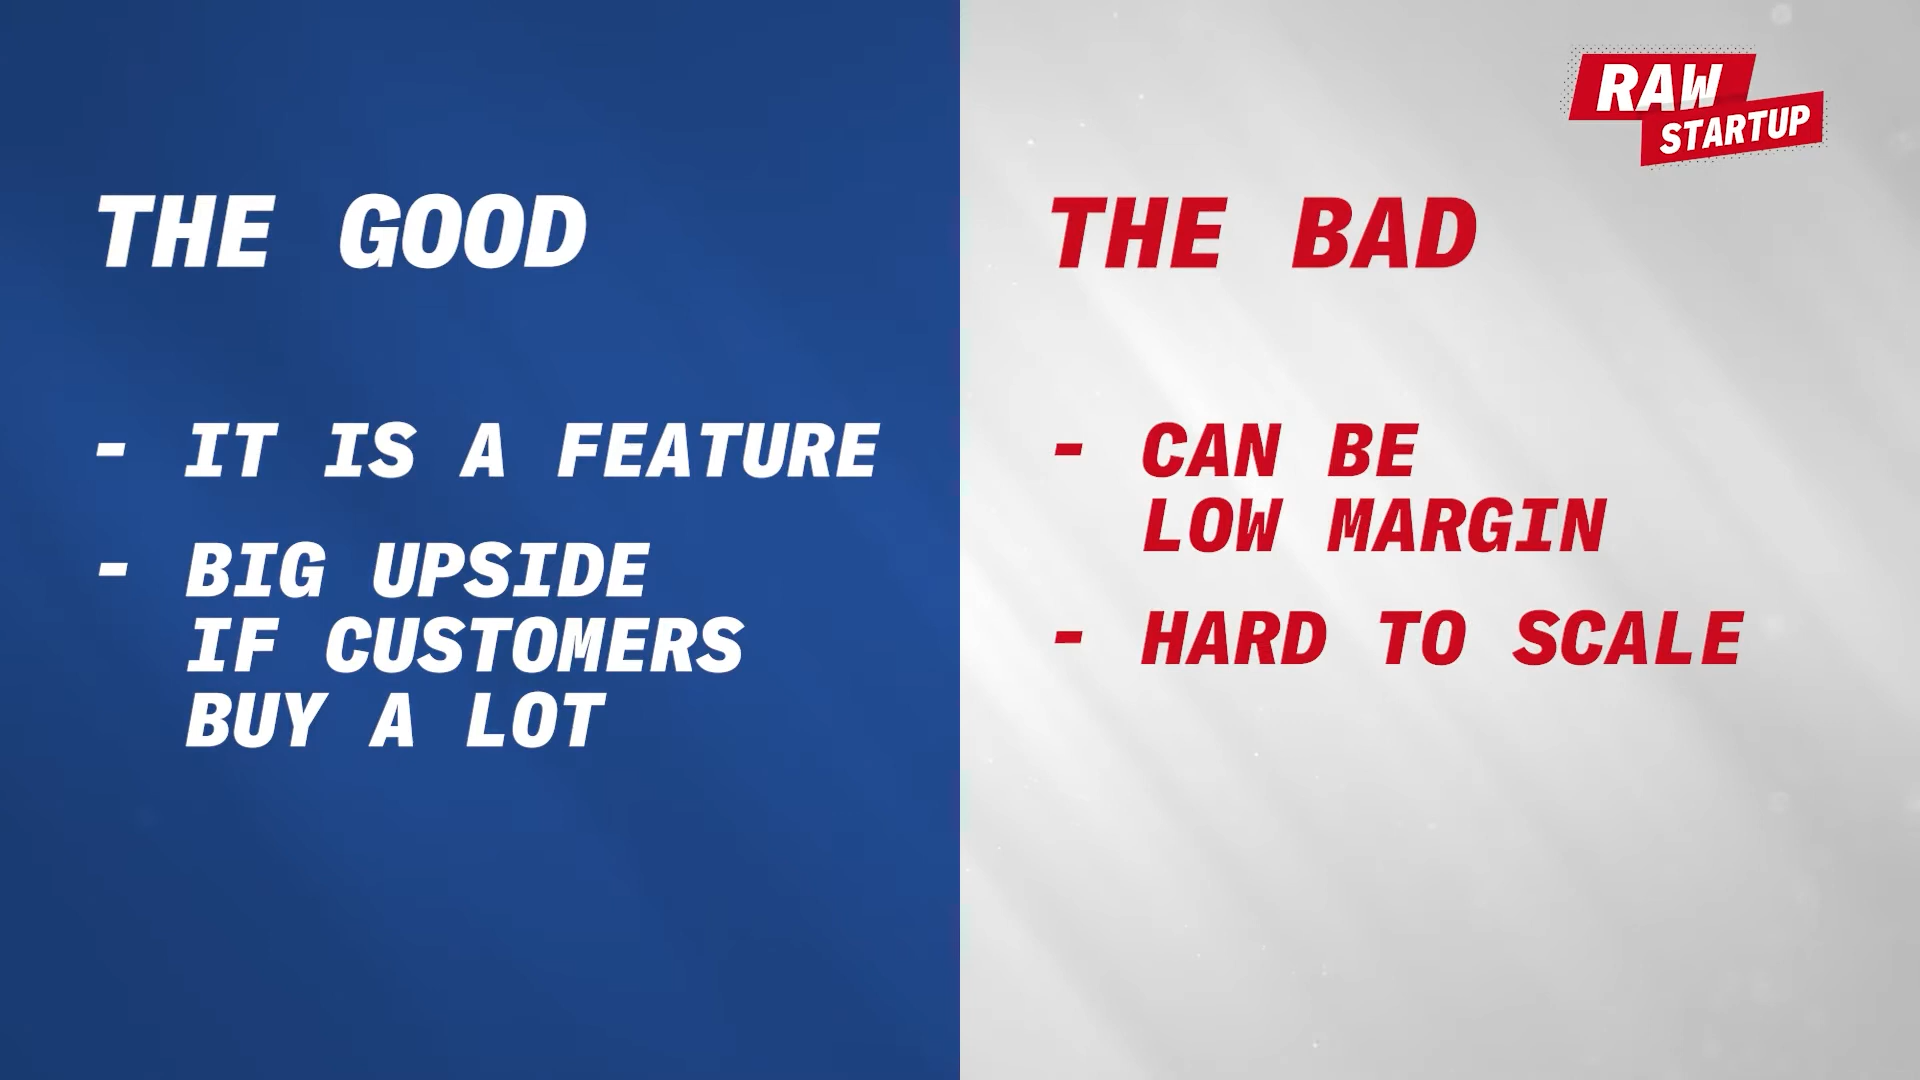 RAW
STARTUP
THE GOOD
- IT IS A FEATURE
- BIG UPSIDE
IF CUSTOMERS
BUY A LOT
THE BAD
- CAN BE
LOW MARGIN
- HARD TO SCALE